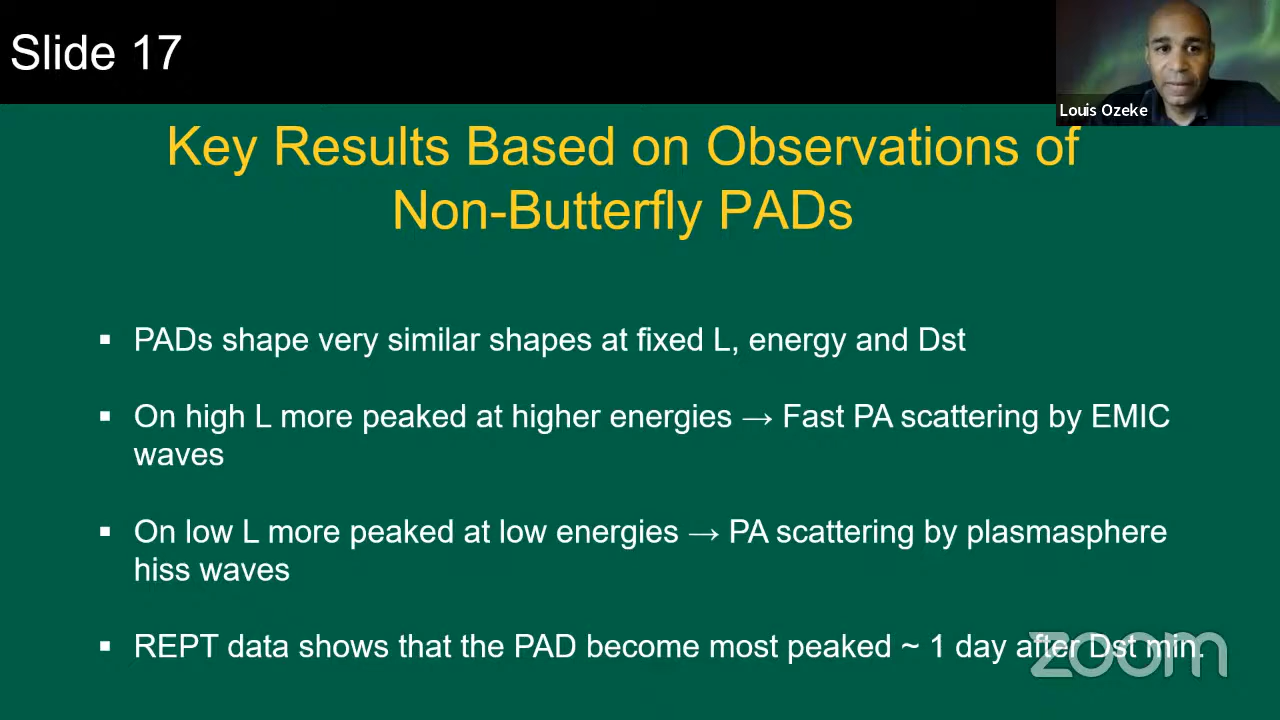 Slide 17
Louis Ozeke
Key Results Based on Observations of
Non-Butterfly PADs
▪ PADs shape very similar shapes at fixed L, energy and Dst
▪ On high L more peaked at higher energies → Fast PA scattering by EMIC
waves
▪ On low L more peaked at low energies → PA scattering by plasmasphere
hiss waves
▪ REPT data shows that the PAD become most peaked ~ 1 day after Dst min.
zoom